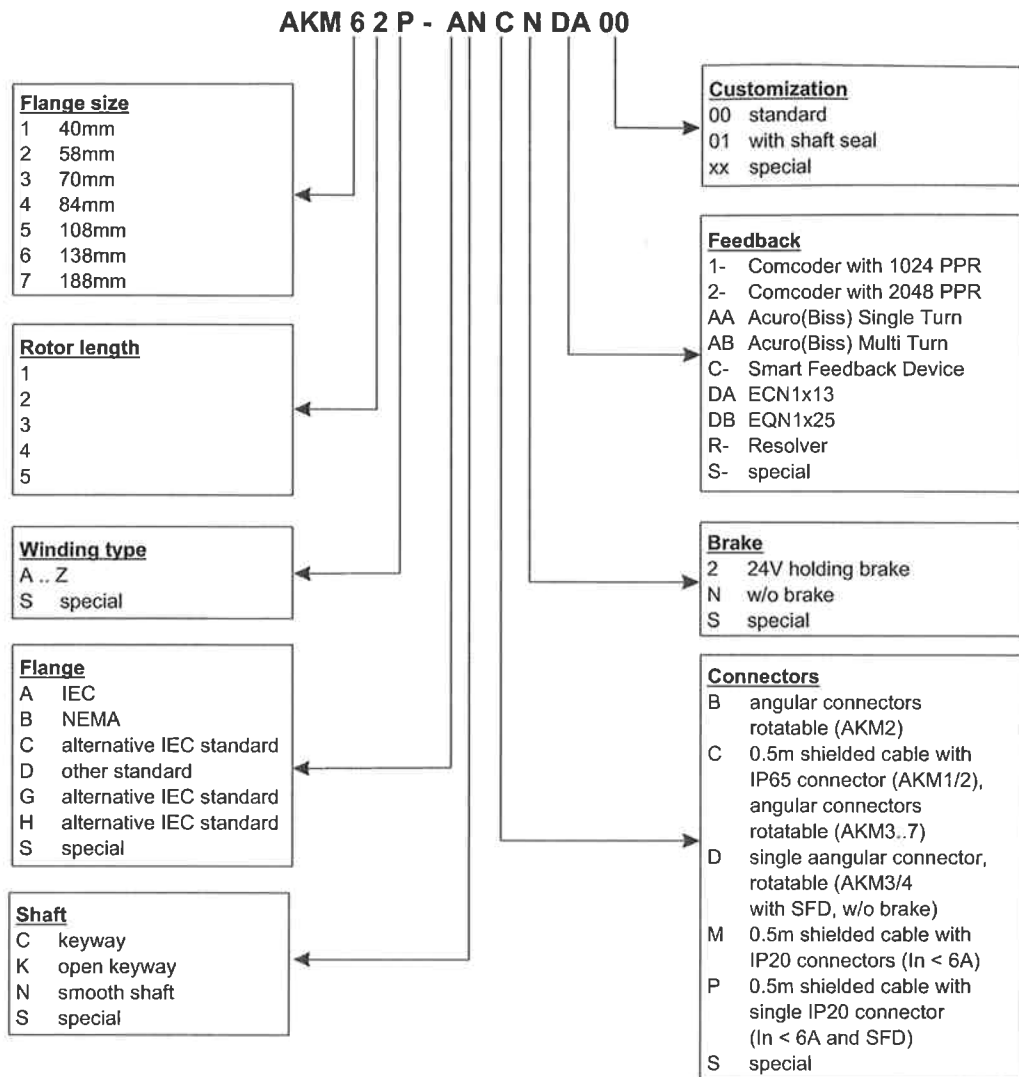 AKM 6 2 P - AN C N DA 00
Flange size
1 40mm
2 58mm
3 70mm
4 84mm
5 108mm
6 138mm
7 188mm
Rotor length
1
2
3
4
5
Winding type
A .. Z
S special
Flange
A IEC
B NEMA
C alternative IEC standard
D other standard
G alternative IEC standard
H alternative IEC standard
S special
Shaft
C keyway
K open keyway
N smooth shaft
S special
Customization
00 standard
01 with shaft seal
xx special
Feedback
1- Comcoder with 1024 PPR
2- Comcoder with 2048 PPR
AA Acuro(Biss) Single Turn
AB Acuro(Biss) Multi Turn
C- Smart Feedback Device
DA ECN1x13
DB EQN1x25
R- Resolver
S- special
Brake
2 24V holding brake
N w/o brake
S special
Connectors
B angular connectors
rotatable (AKM2)
C 0.5m shielded cable with
IP65 connector (AKM1/2),
angular connectors
rotatable (AKM3..7)
D single aangular connector,
rotatable (AKM3/4
with SFD, w/o brake)
M 0.5m shielded cable with
IP20 connectors (In < 6A)
P 0.5m shielded cable with
single IP20 connector
(In < 6A and SFD)
S special